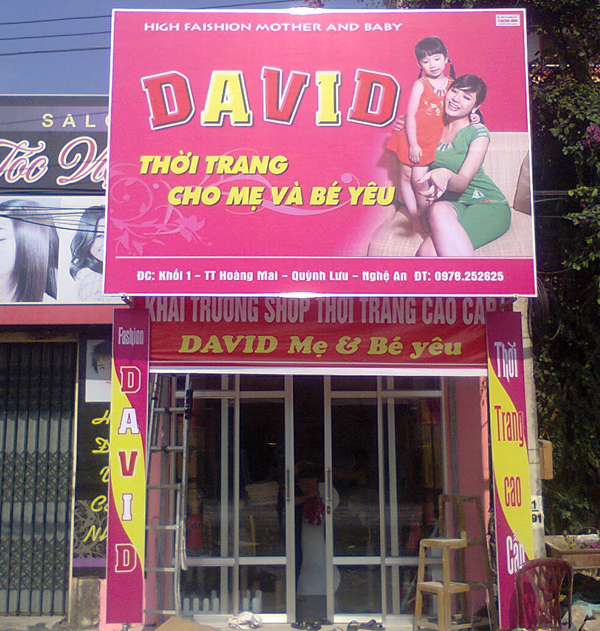 HIGH FAISHION MOTHER AND BABY
DAVID
THỜI TRANG
CHO MẸ VÀ BÉ YÊU
ĐC: Khối 1 – TT Hoàng Mai – Quỳnh Lưu – Nghệ An ĐT: 0976.252625
SAL
Tóc
KHAI TRƯƠNG SHOP THỜI TRANG CAO CẤP
DAVID Mẹ & Bé yêu
Fashion
DAVID
Thời
Trang
cao
Cấp